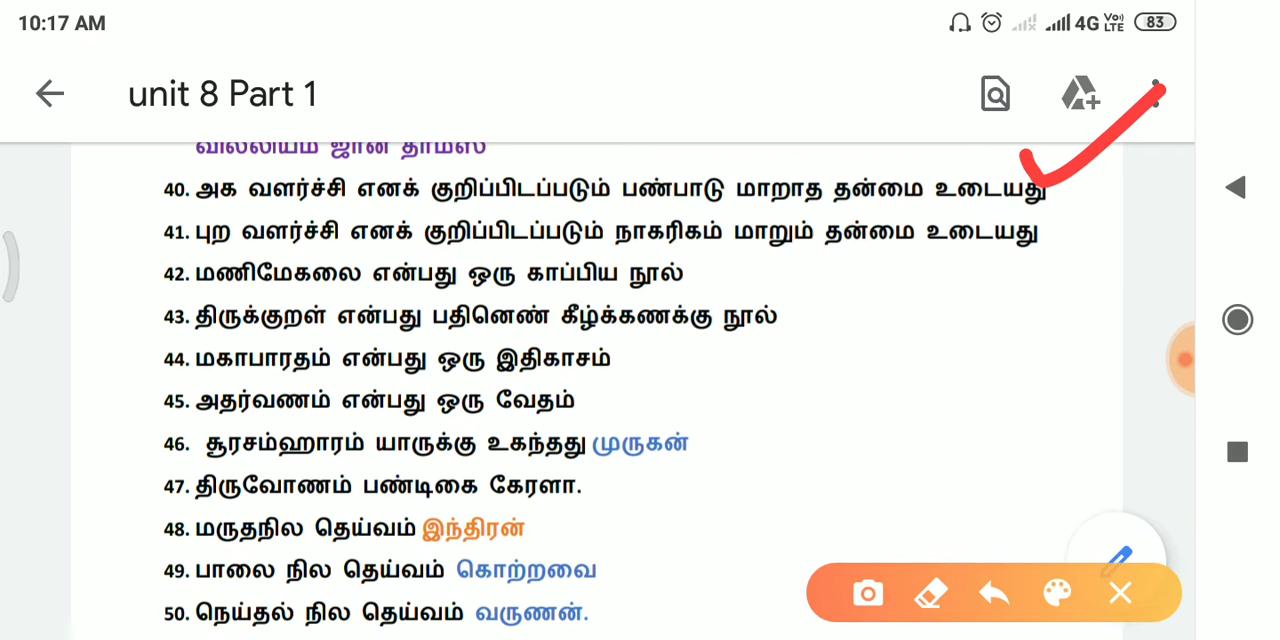 10:17 AM
4G Vo) LTE 83
unit 8 Part 1
வில்லியம் ஜான் தாமஸ்
40. அக வளர்ச்சி எனக் குறிப்பிடப்படும் பண்பாடு மாறாத தன்மை உடையது
41. புற வளர்ச்சி எனக் குறிப்பிடப்படும் நாகரிகம் மாறும் தன்மை உடையது
42. மணிமேகலை என்பது ஒரு காப்பிய நூல்
43. திருக்குறள் என்பது பதினெண் கீழ்க்கணக்கு நூல்
44. மகாபாரதம் என்பது ஒரு இதிகாசம்
45. அதர்வணம் என்பது ஒரு வேதம்
46. சூரசம்ஹாரம் யாருக்கு உகந்தது முருகன்
47. திருவோணம் பண்டிகை கேரளா.
48. மருதநில தெய்வம் இந்திரன்
49. பாலை நில தெய்வம் கொற்றவை
50. நெய்தல் நில தெய்வம் வருணன்.